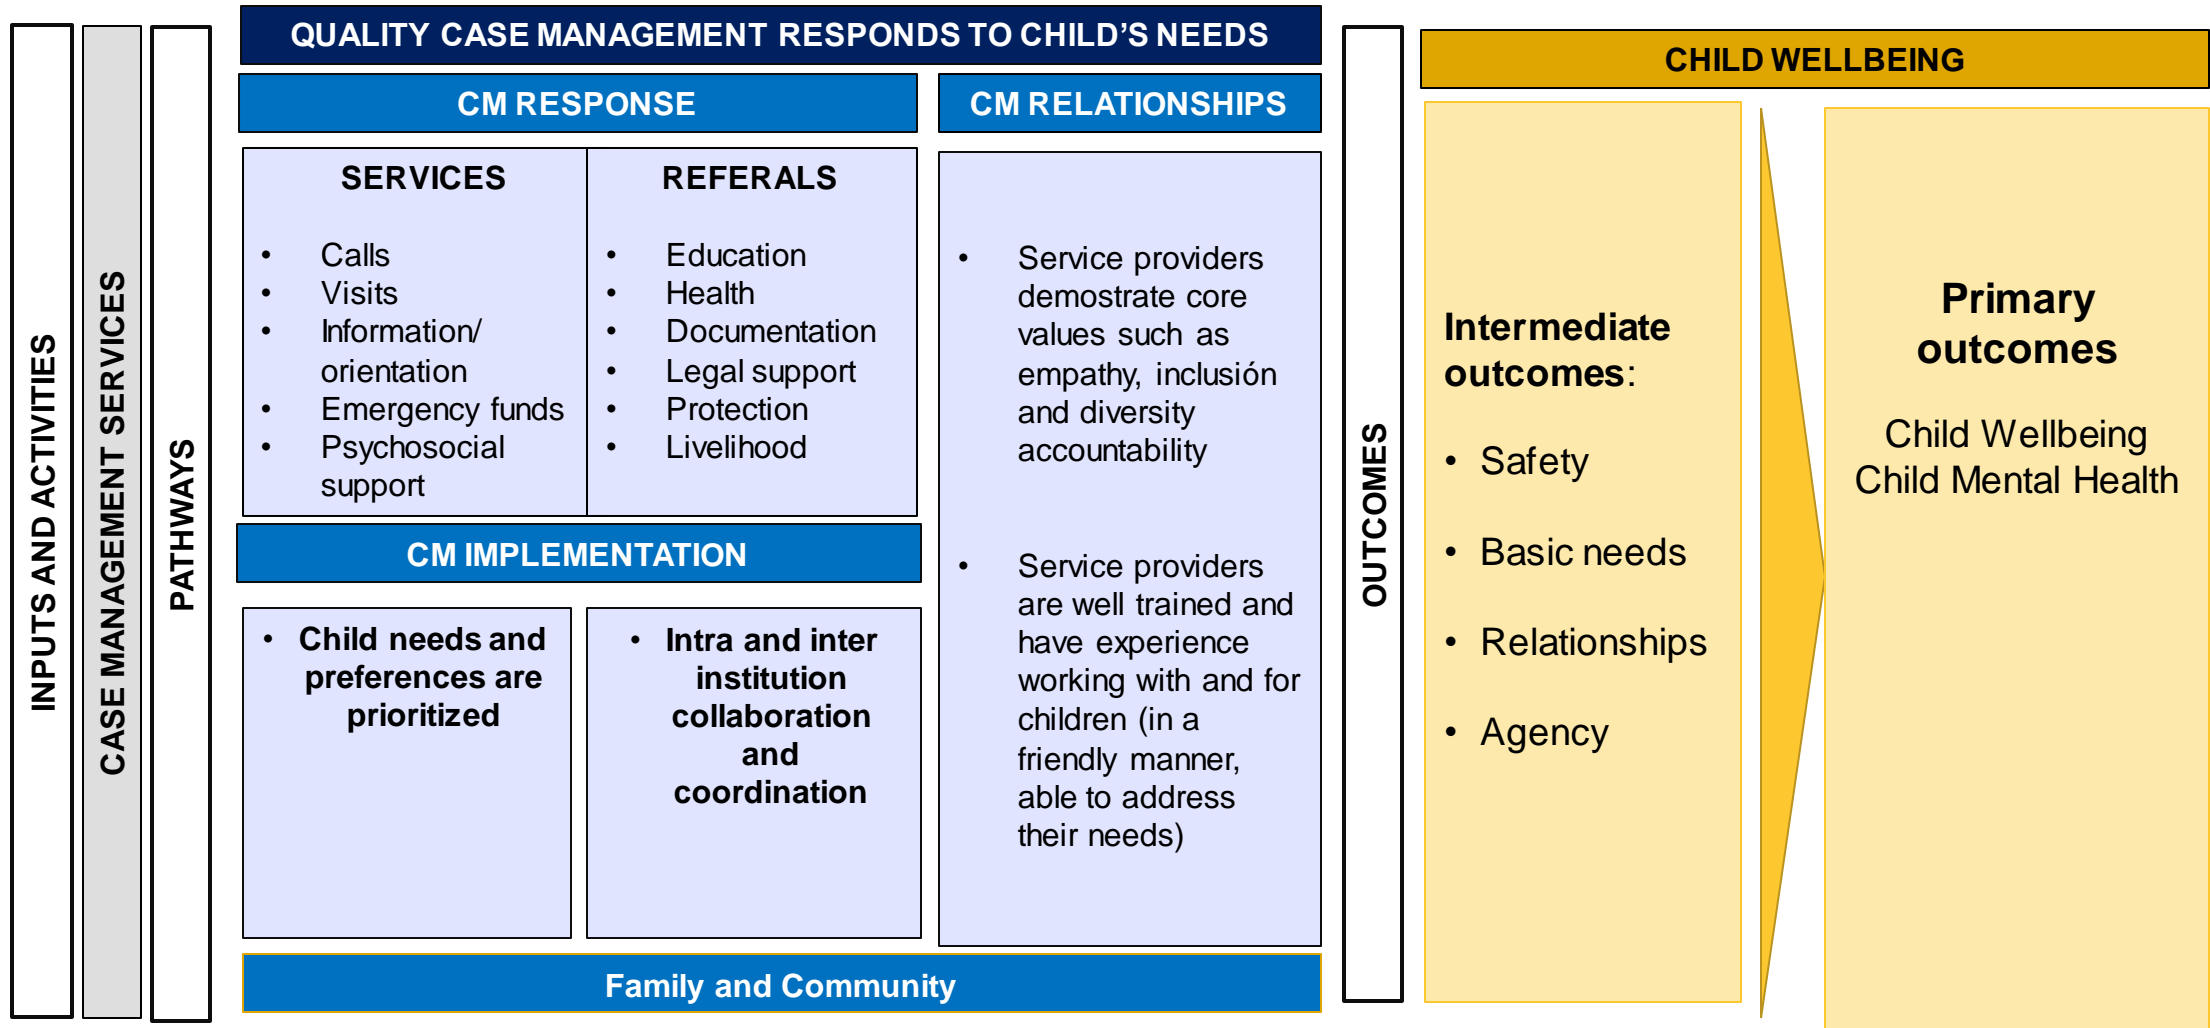 INPUTS AND ACTIVITIES
CASE MANAGEMENT SERVICES
PATHWAYS
QUALITY CASE MANAGEMENT RESPONDS TO CHILD'S NEEDS
CM RESPONSE
SERVICES
• Calls
• Visits
• Information/
orientation
• Emergency funds
• Psychosocial
support
REFERALS
• Education
• Health
• Documentation
• Legal support
• Protection
• Livelihood
CM IMPLEMENTATION
• Child needs and
preferences are
prioritized
• Intra and inter
institution
collaboration
and
coordination
CM RELATIONSHIPS
• Service providers
demostrate core
values such as
empathy, inclusión
and diversity
accountability
• Service providers
are well trained and
have experience
working with and for
children (in a
friendly manner,
able to address
their needs)
Family and Community
OUTCOMES
CHILD WELLBEING
Intermediate
outcomes:
• Safety
• Basic needs
• Relationships
• Agency
Primary
outcomes
Child Wellbeing
Child Mental Health